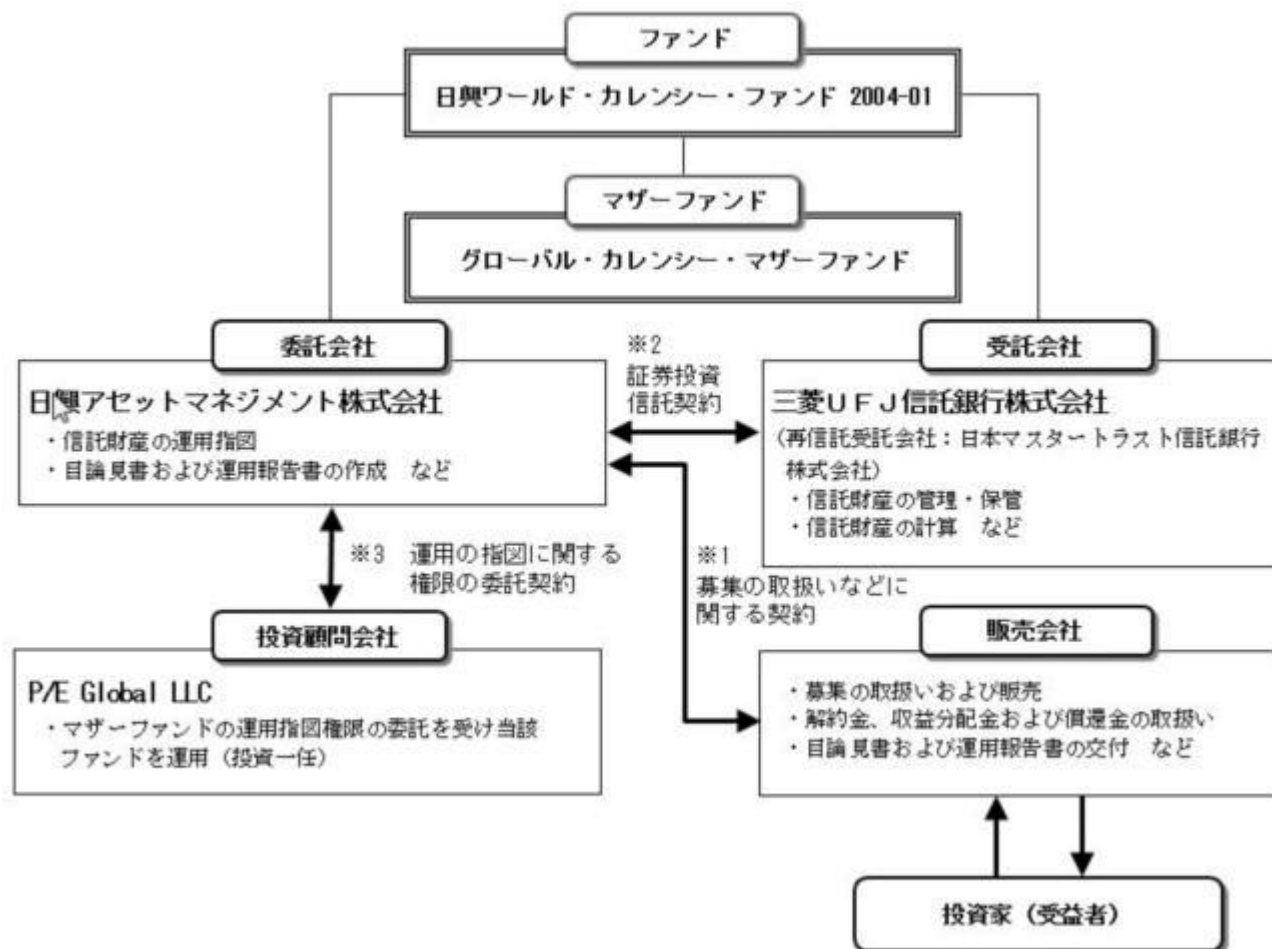 ファンド
日興ワールド・カレンシー・ファンド 2004-01
マザーファンド
グローバル・カレンシー・マザーファンド
委託会社
日興アセットマネジメント株式会社
・信託財産の運用指図
・目論見書および運用報告書の作成 など
※2
証券投資
信託契約
受託会社
三菱UFJ信託銀行株式会社
(再信託受託会社:日本マスタートラスト信託銀行
株式会社)
・信託財産の管理・保管
・信託財産の計算 など
※3 運用の指図に関する
権限の委託契約
※1
募集の取扱いなどに
関する契約
投資顧問会社
P/E Global LLC
・マザーファンドの運用指図権限の委託を受け当該
ファンドを運用(投資一任)
販売会社
・募集の取扱いおよび販売
・解約金、収益分配金および償還金の取扱い
・目論見書および運用報告書の交付 など
投資家(受益者)